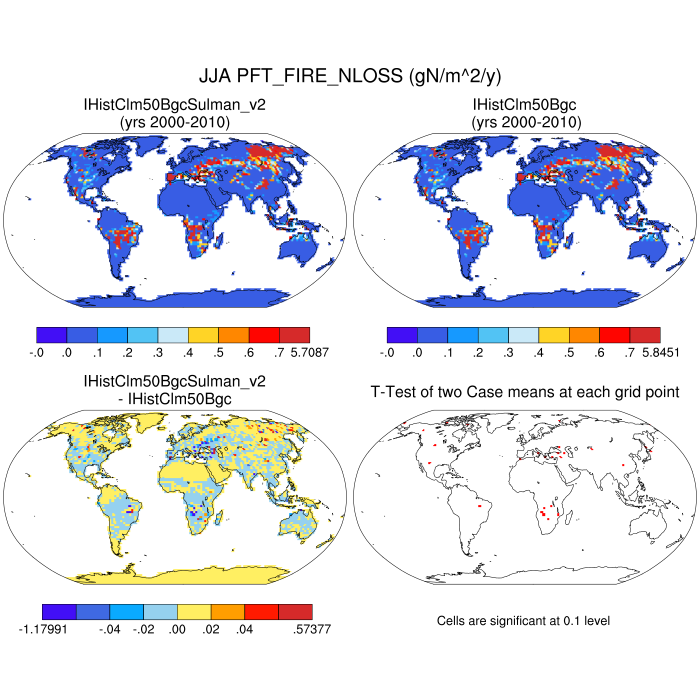 JJA PFT_FIRE_NLOSS (gN/m^2/y)
IHistClm50BgcSulman_v2
(yrs 2000-2010)
IHistClm50Bgc
(yrs 2000-2010)
-.0 .0 .1 .2 .3 .4 .5 .6 .7 5.7087
-.0 .0 .1 .2 .3 .4 .5 .6 .7 5.8451
IHistClm50BgcSulman_v2
- IHistClm50Bgc
T-Test of two Case means at each grid point
-1.17991 -.04 -.02 .00 .02 .04 .57377
Cells are significant at 0.1 level